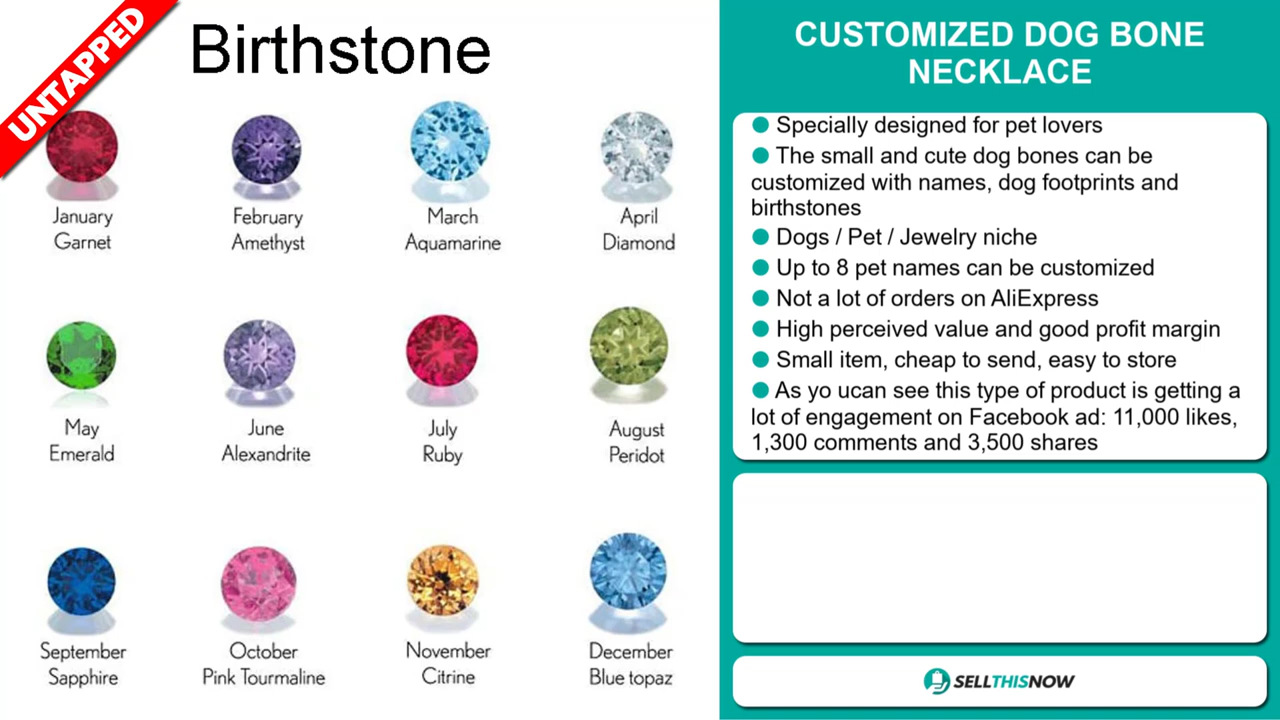 UNTAPPED
Birthstone
January
Garnet
February
Amethyst
March
Aquamarine
April
Diamond
May
Emerald
June
Alexandrite
July
Ruby
August
Peridot
September
Sapphire
October
Pink Tourmaline
November
Citrine
December
Blue topaz
CUSTOMIZED DOG BONE
NECKLACE
● Specially designed for pet lovers
● The small and cute dog bones can be
customized with names, dog footprints and
birthstones
● Dogs / Pet / Jewelry niche
● Up to 8 pet names can be customized
● Not a lot of orders on AliExpress
● High perceived value and good profit margin
● Small item, cheap to send, easy to store
● As yo ucan see this type of product is getting a
lot of engagement on Facebook ad: 11,000 likes,
1,300 comments and 3,500 shares
SELLTHISNOW